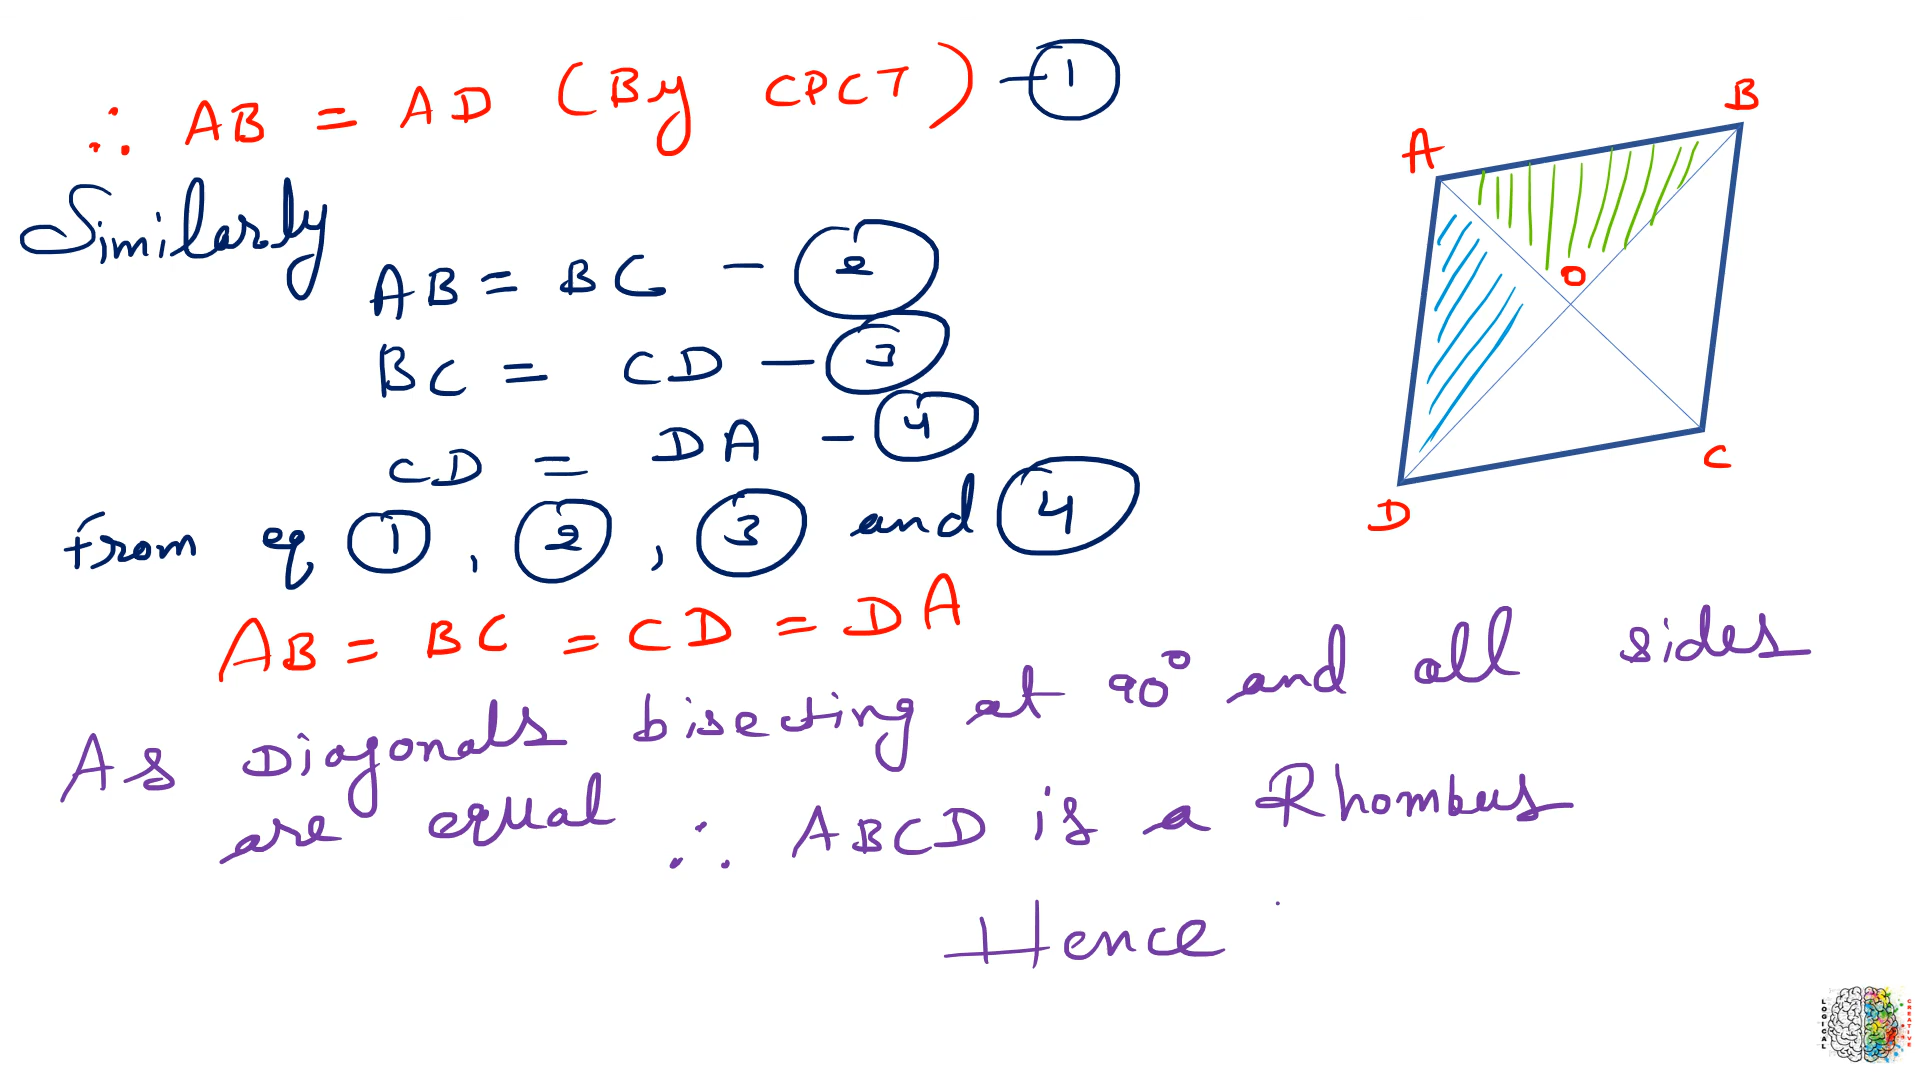 ∴ AB = AD (By CPCT) - 1
Similarly
AB = BC - 2
BC = CD - 3
CD = DA - 4
from eq 1 , 2 , 3 and 4
AB = BC = CD = DA
As Diagonals bisecting at 90° and all sides
are equal ∴ ABCD is a Rhombus
Hence
A
B
O
C
D
LOGICAL
CREATIVE